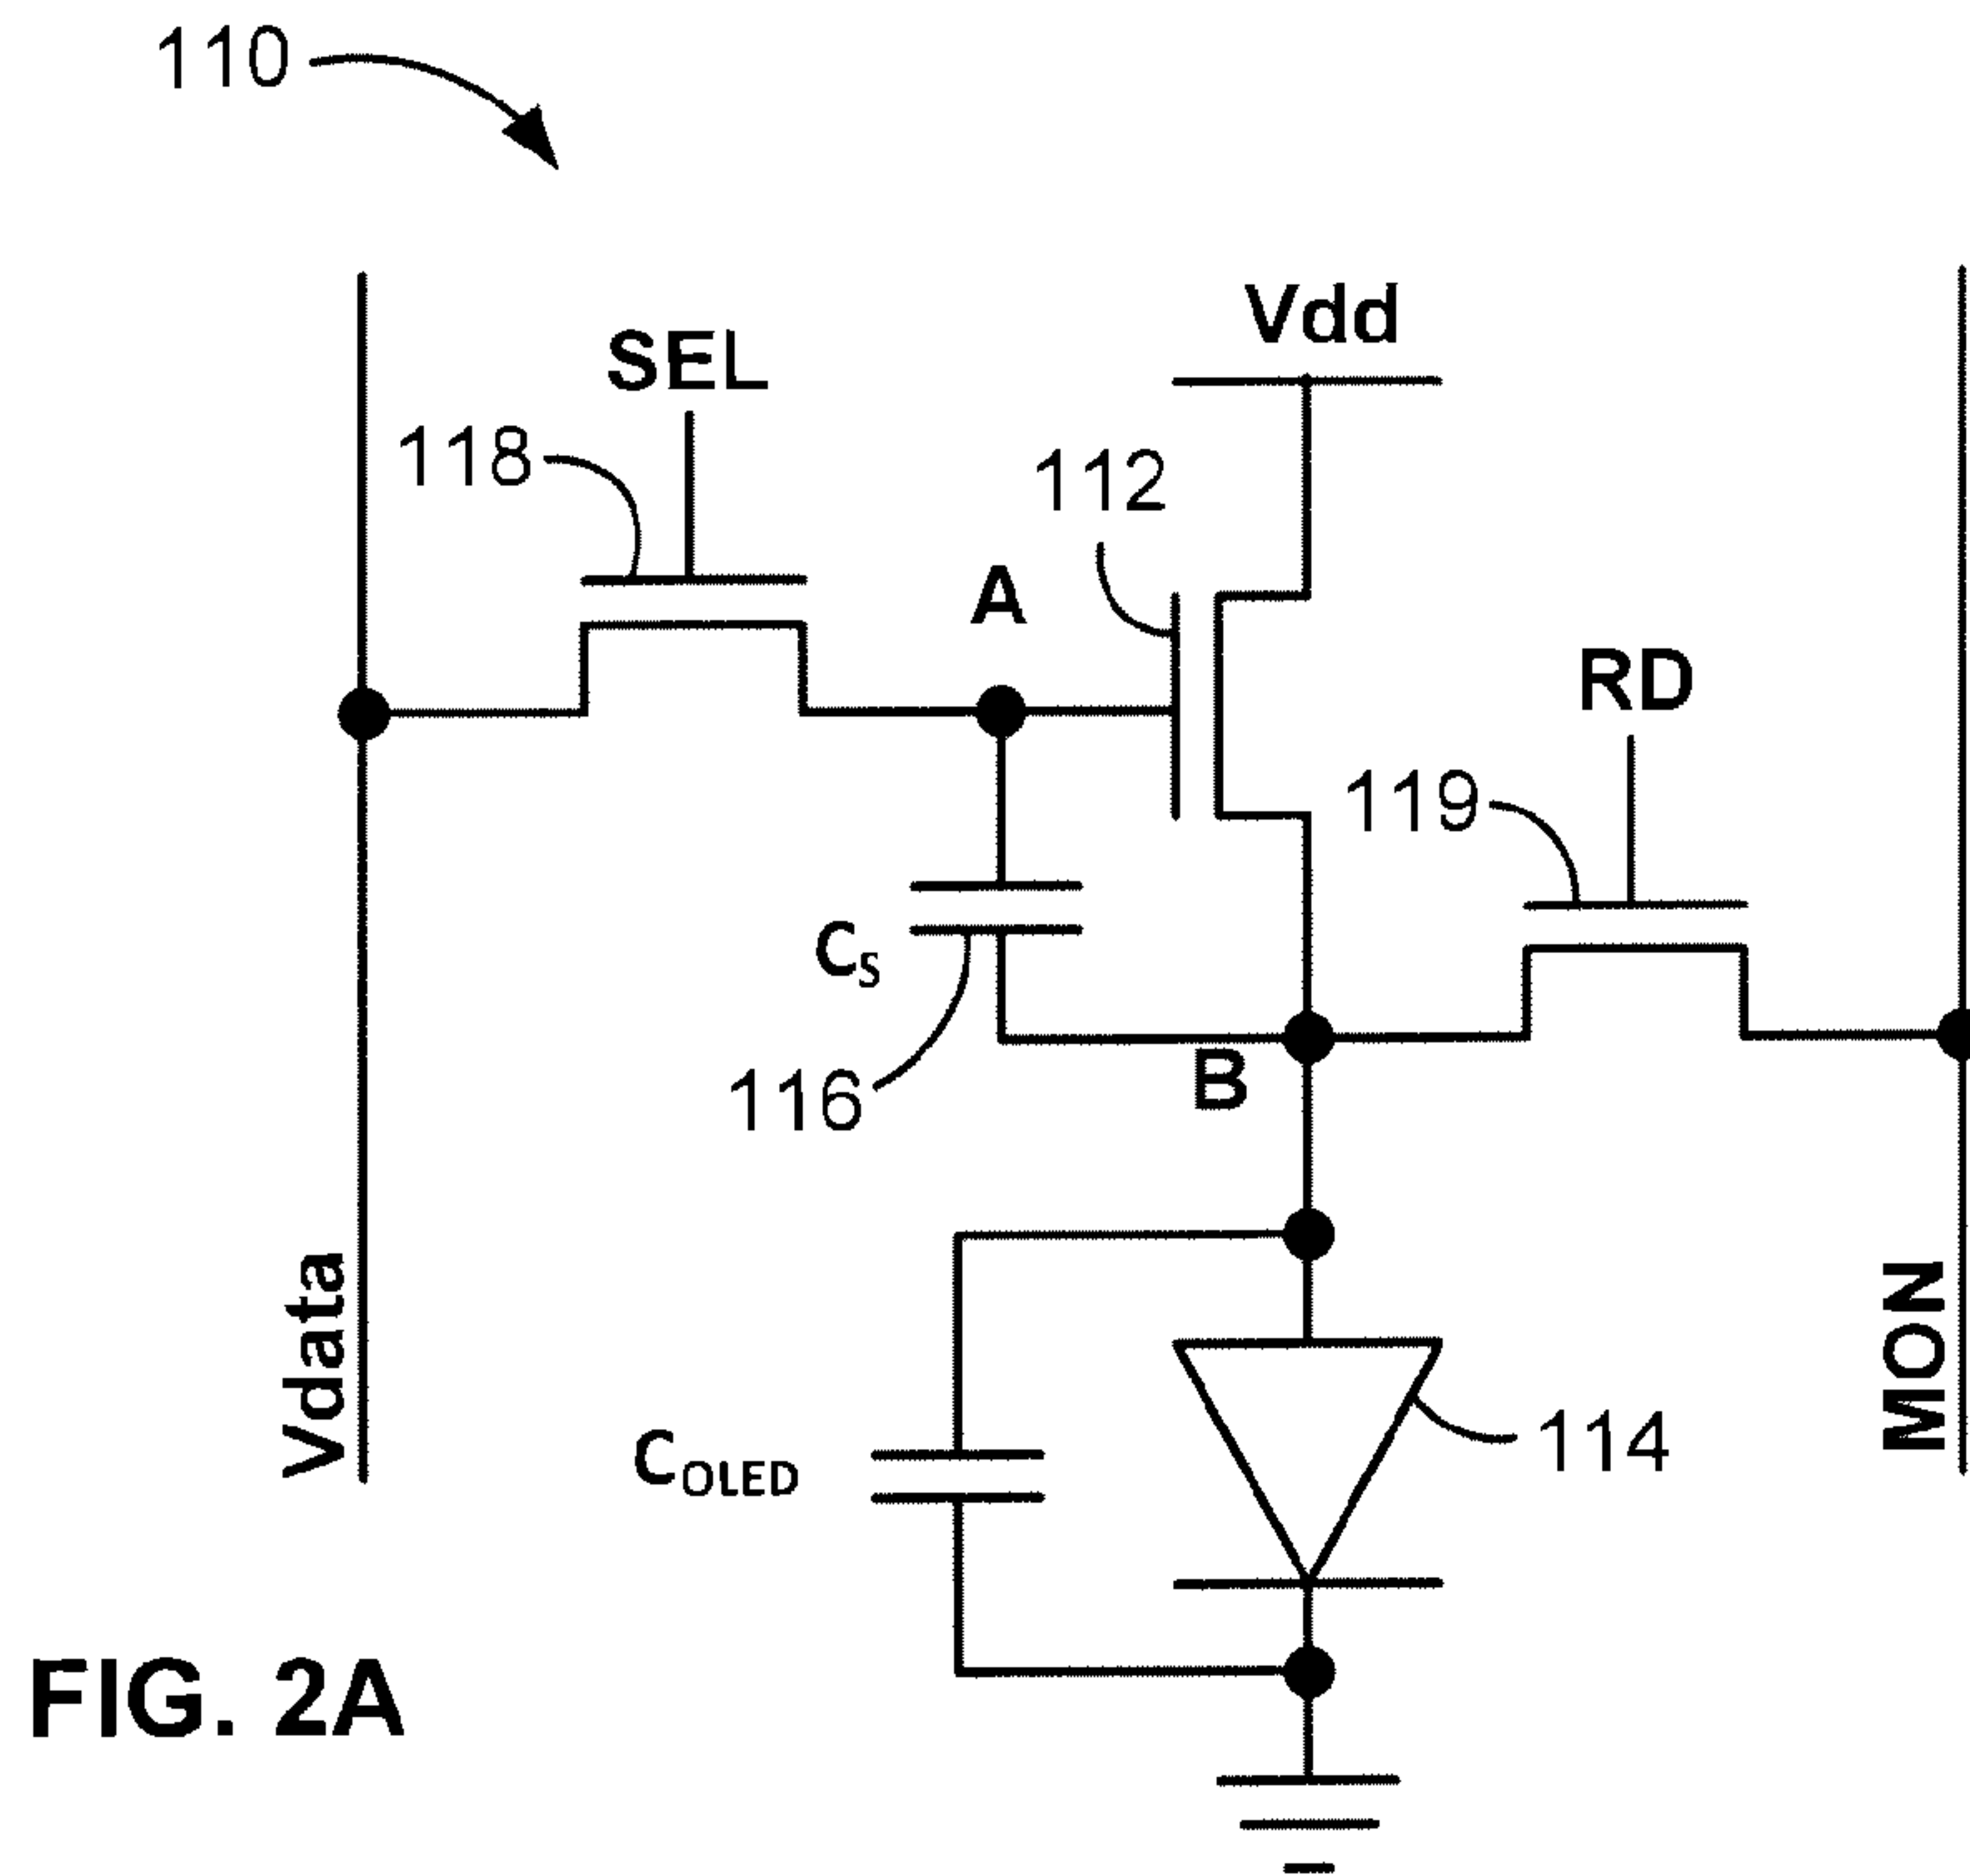 110
SEL
Vdd
118
112
A
RD
119
CS
B
116
Vdata
MON
COLED
114
FIG. 2A